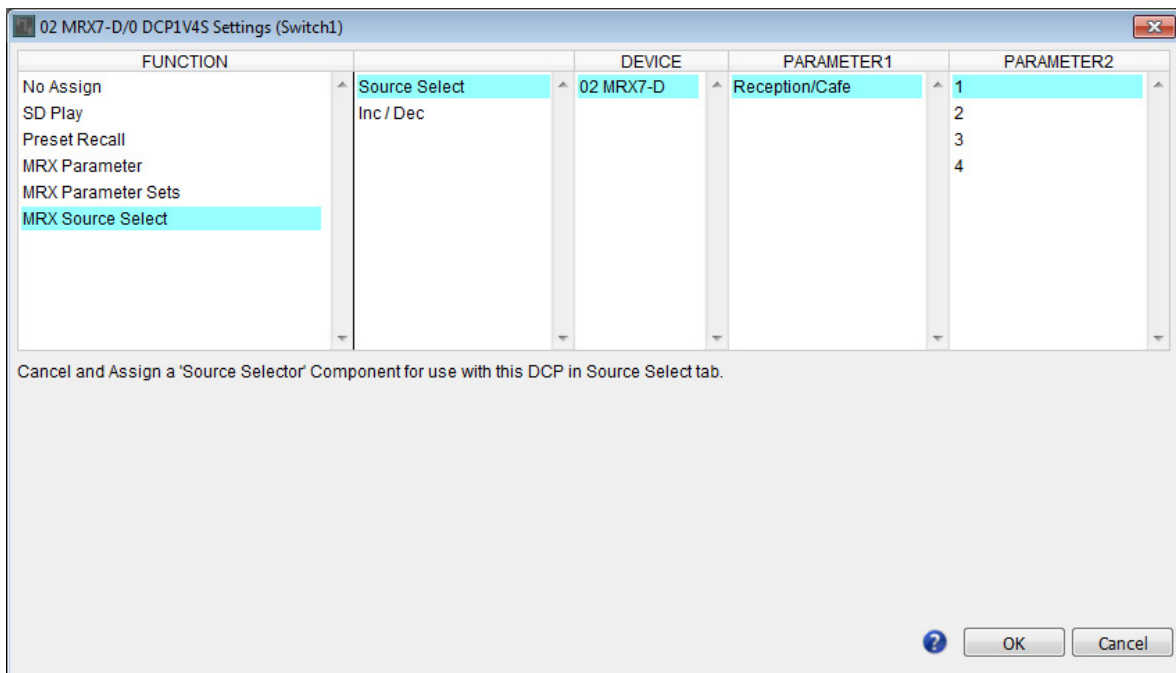 02 MRX7-D/0 DCP1V4S Settings (Switch1)
FUNCTION DEVICE PARAMETER1 PARAMETER2
No Assign Source Select 02 MRX7-D Reception/Cafe 1
SD Play Inc / Dec 2
Preset Recall 3
MRX Parameter 4
MRX Parameter Sets
MRX Source Select
Cancel and Assign a 'Source Selector' Component for use with this DCP in Source Select tab.
? OK Cancel